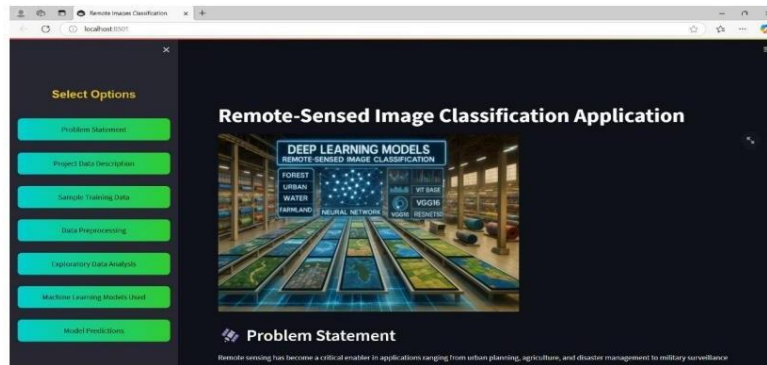 Remote Images Classification
localhost:8501
Select Options
Problem Statement
Project Data Description
Sample Training Data
Data Preprocessing
Exploratory Data Analysis
Machine Learning Models Used
Model Predictions
Remote-Sensed Image Classification Application
DEEP LEARNING MODELS
REMOTE-SENSED IMAGE CLASSIFICATION
FOREST
URBAN
WATER
FARMLAND
NEURAL NETWORK
VIT BASE
VGG16
VGG16 RESNET50
Problem Statement
Remote sensing has become a critical enabler in applications ranging from urban planning, agriculture, and disaster management to military surveillance